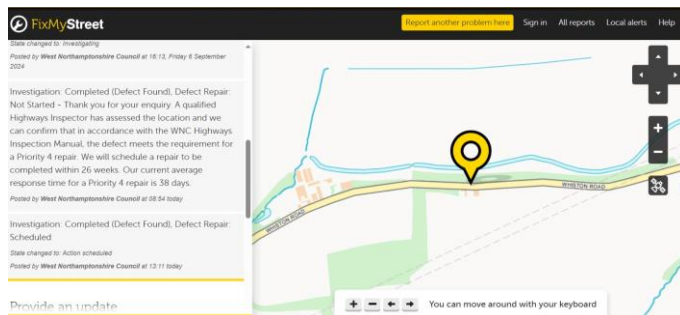 FixMyStreet
Report another problem here
Sign in
All reports
Local alerts
Help
State changed to: Investigating
Posted by West Northamptonshire Council at 16:13, Friday 6 September
2024
Investigation: Completed (Defect Found), Defect Repair:
Not Started - Thank you for your enquiry. A qualified
Highways Inspector has assessed the location and we
can confirm that in accordance with the WNC Highways
Inspection Manual, the defect meets the requirement for
a Priority 4 repair. We will schedule a repair to be
completed within 26 weeks. Our current average
response time for a Priority 4 repair is 38 days.
Posted by West Northamptonshire Council at 08:54 today
Investigation: Completed (Defect Found), Defect Repair:
Scheduled
State changed to: Action scheduled
Posted by West Northamptonshire Council at 13:11 today
Provide an update
WHISTON ROAD
WHISTON ROAD
WHISTON ROAD
You can move around with your keyboard